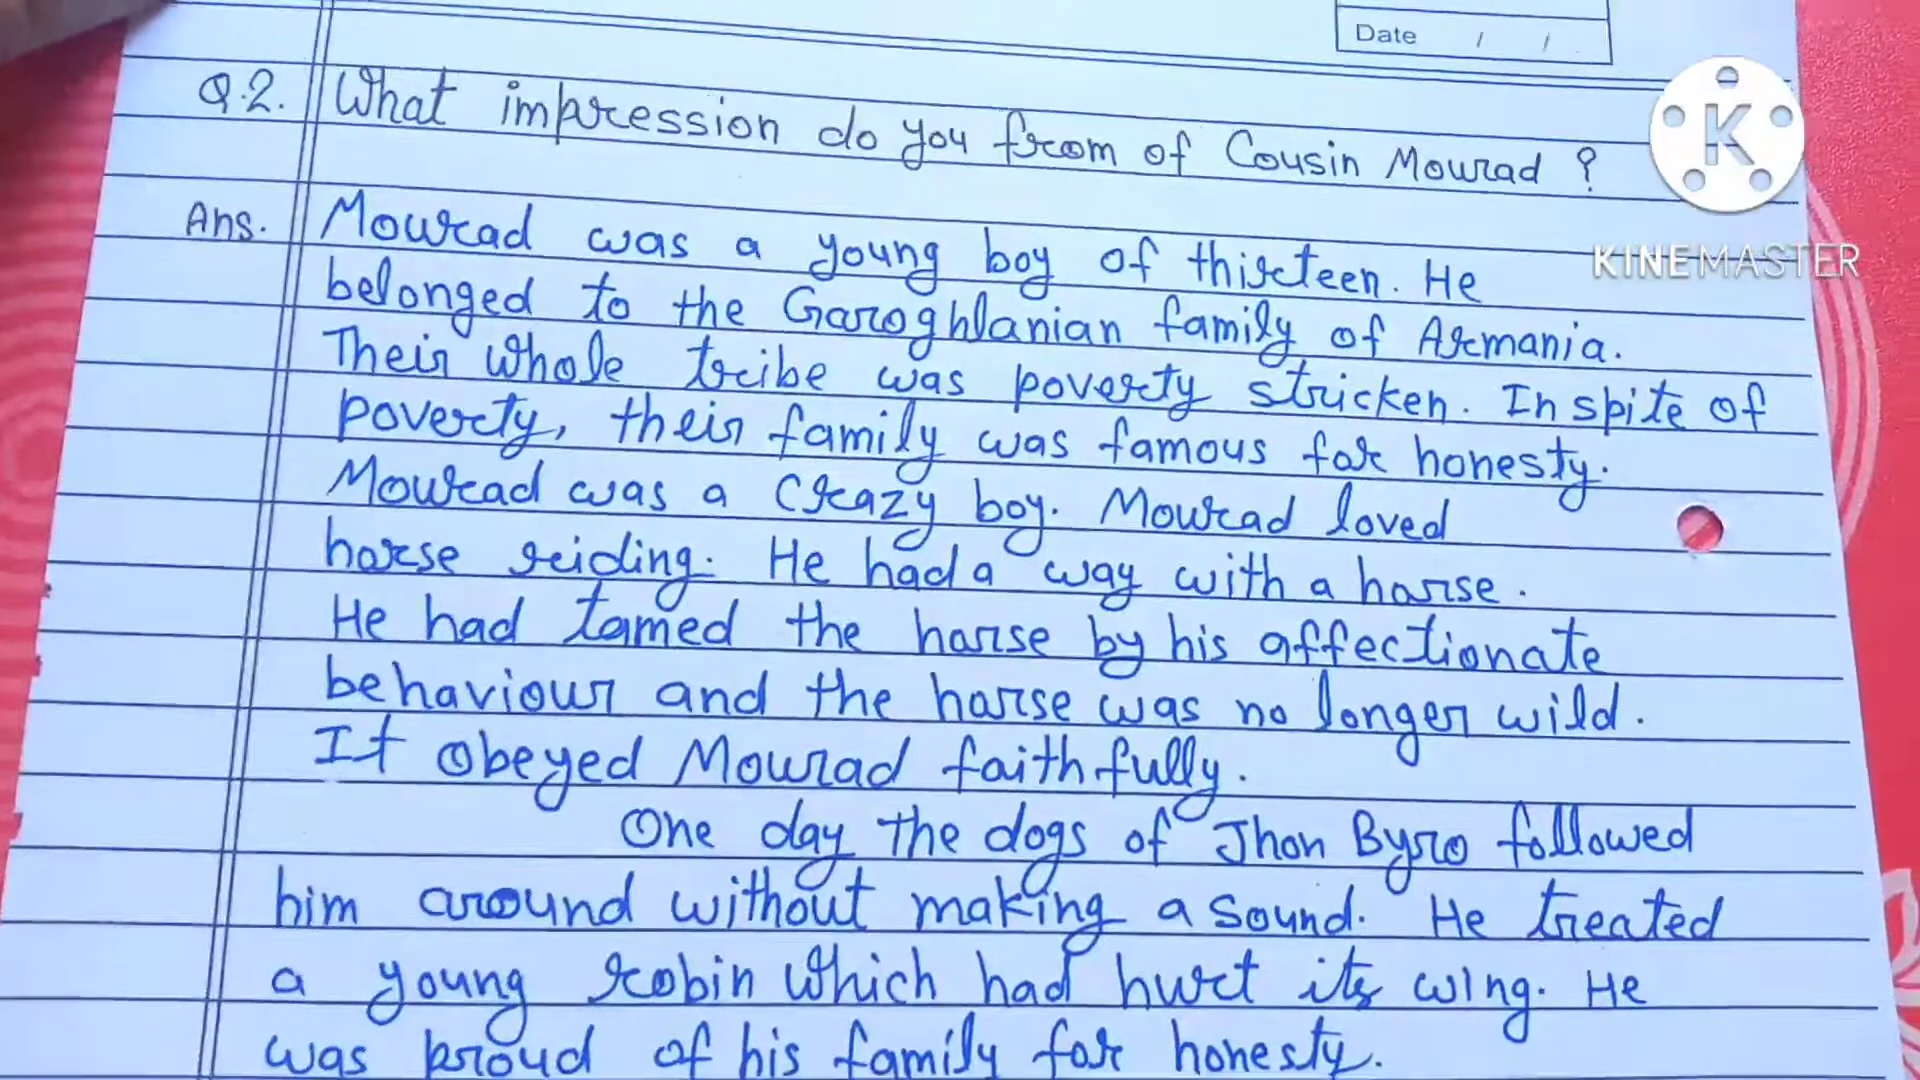 Date / /
Q.2. What impression do you from of Cousin Mourad ?
K
KINEMASTER
Ans. Mourad was a young boy of thirteen. He
belonged to the Garoghlanian family of Armania.
Their whole tribe was poverty stricken. In spite of
poverty, their family was famous for honesty.
Mourad was a Crazy boy. Mourad loved
horse riding. He had a way with a horse.
He had tamed the horse by his affectionate
behaviour and the horse was no longer wild.
It obeyed Mourad faithfully.
One day the dogs of Jhon Byro followed
him around without making a sound. He treated
a young robin which had hurt its wing. He
was proud of his family for honesty.